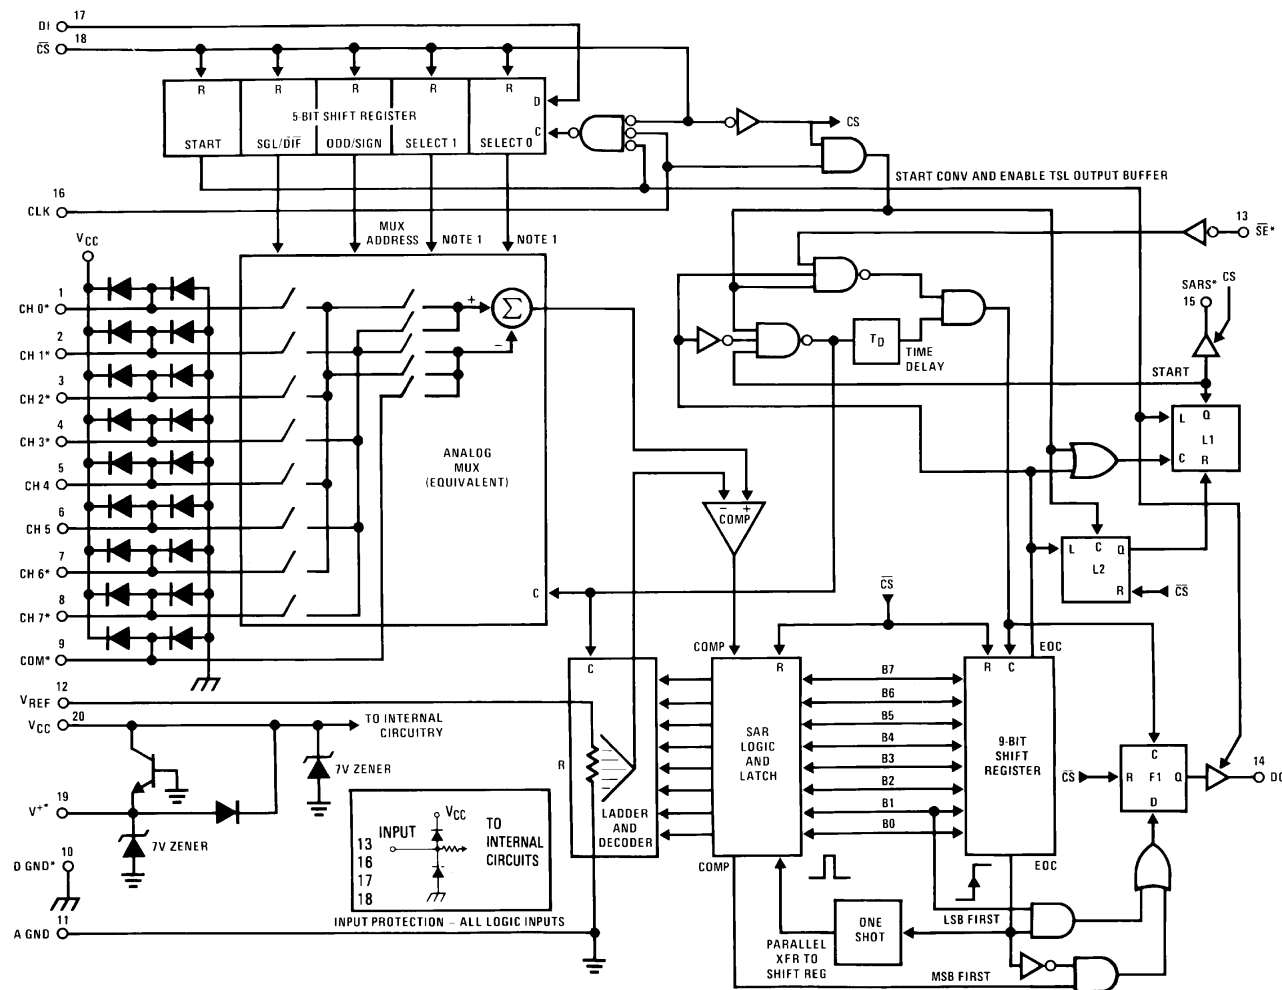 DI 17
CS 18
R R R R R
D
5-BIT SHIFT REGISTER
C
START SGL/DIF ODD/SIGN SELECT 1 SELECT 0
CS
START CONV AND ENABLE TSL OUTPUT BUFFER
16
CLK
MUX ADDRESS
NOTE 1 NOTE 1
13
SE*
VCC
1
CH 0*
2
CH 1*
3
CH 2*
4
CH 3*
5
CH 4
6
CH 5
7
CH 6*
8
CH 7*
9
COM*
+
Σ
–
ANALOG
MUX
(EQUIVALENT)
C
TD
TIME
DELAY
SARS*
15
CS
START
L Q
L1
C R
– +
COMP
L C Q
L2
R
CS
CS
COMP
R
R C
EOC
12
VREF
VCC 20
TO INTERNAL
CIRCUITRY
7V ZENER
19
V+*
7V ZENER
10
D GND*
11
A GND
C
R
LADDER
AND
DECODER
SAR
LOGIC
AND
LATCH
B7
B6
B5
B4
B3
B2
B1
B0
9-BIT
SHIFT
REGISTER
CS
C
R F1 Q
D
14
DO
VCC
INPUT
13
16
17
18
TO
INTERNAL
CIRCUITS
INPUT PROTECTION – ALL LOGIC INPUTS
COMP
EOC
PARALLEL
XFR TO
SHIFT REG
ONE
SHOT
LSB FIRST
MSB FIRST